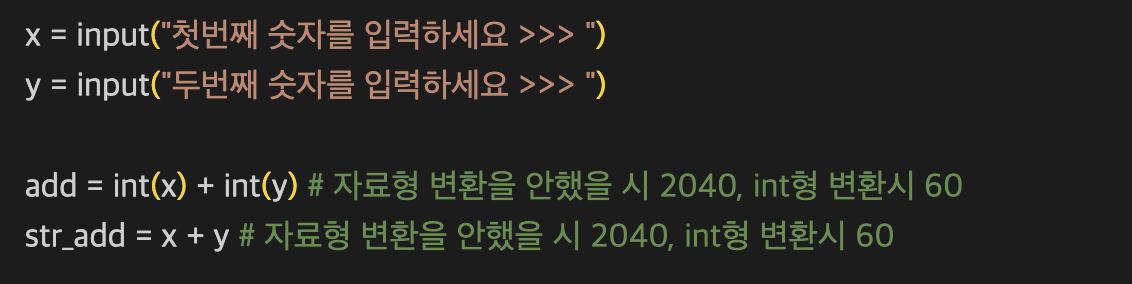 x = input("첫번째 숫자를 입력하세요 >>> ")
y = input("두번째 숫자를 입력하세요 >>> ")
add = int(x) + int(y) # 자료형 변환을 안했을 시 2040, int형 변환시 60
str_add = x + y # 자료형 변환을 안했을 시 2040, int형 변환시 60